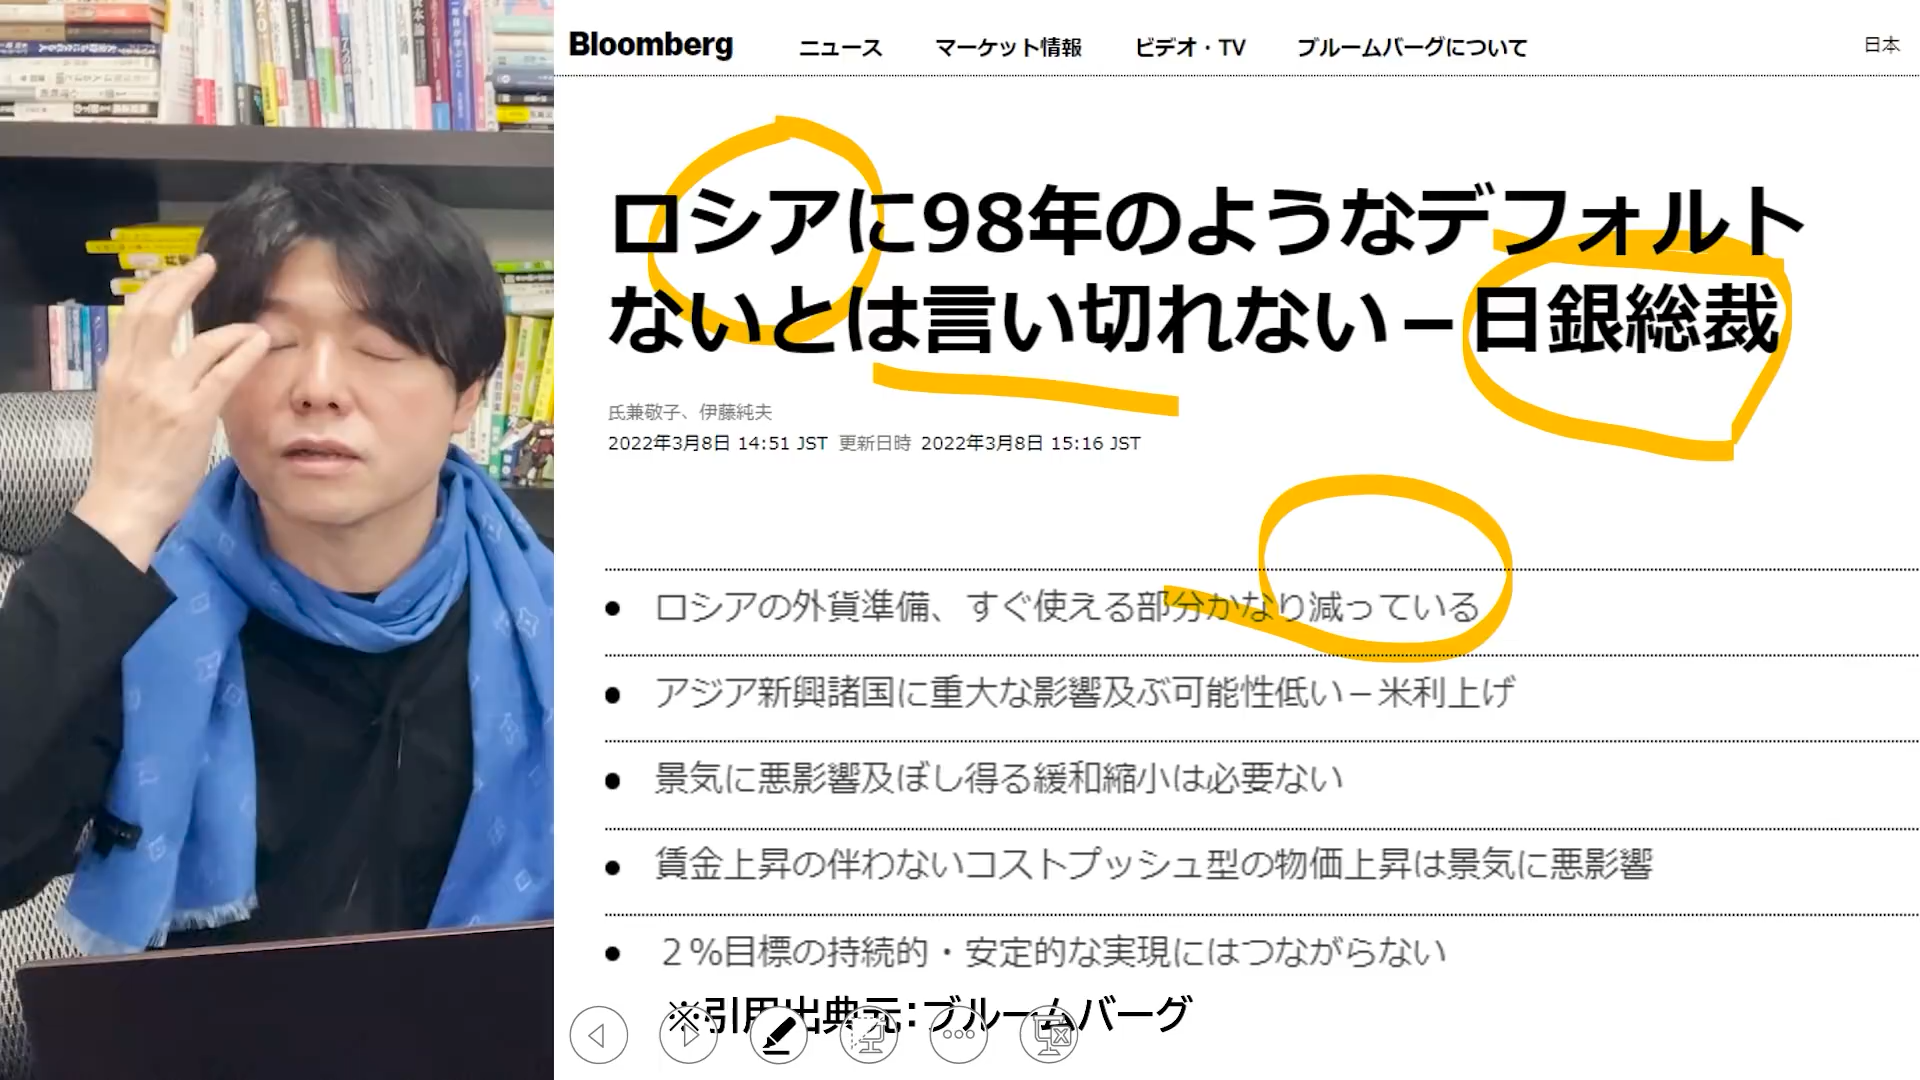 Bloomberg
ニュース
マーケット情報
ビデオ・TV
ブルームバーグについて
日本
ロシアに98年のようなデフォルト
ないとは言い切れない－日銀総裁
氏兼敬子、伊藤純夫
2022年3月8日 14:51 JST 更新日時 2022年3月8日 15:16 JST
● ロシアの外貨準備、すぐ使える部分かなり減っている
● アジア新興諸国に重大な影響及ぶ可能性低い－米利上げ
● 景気に悪影響及ぼし得る緩和縮小は必要ない
● 賃金上昇の伴わないコストプッシュ型の物価上昇は景気に悪影響
● ２%目標の持続的・安定的な実現にはつながらない
※引用出典元：ブルームバーグ